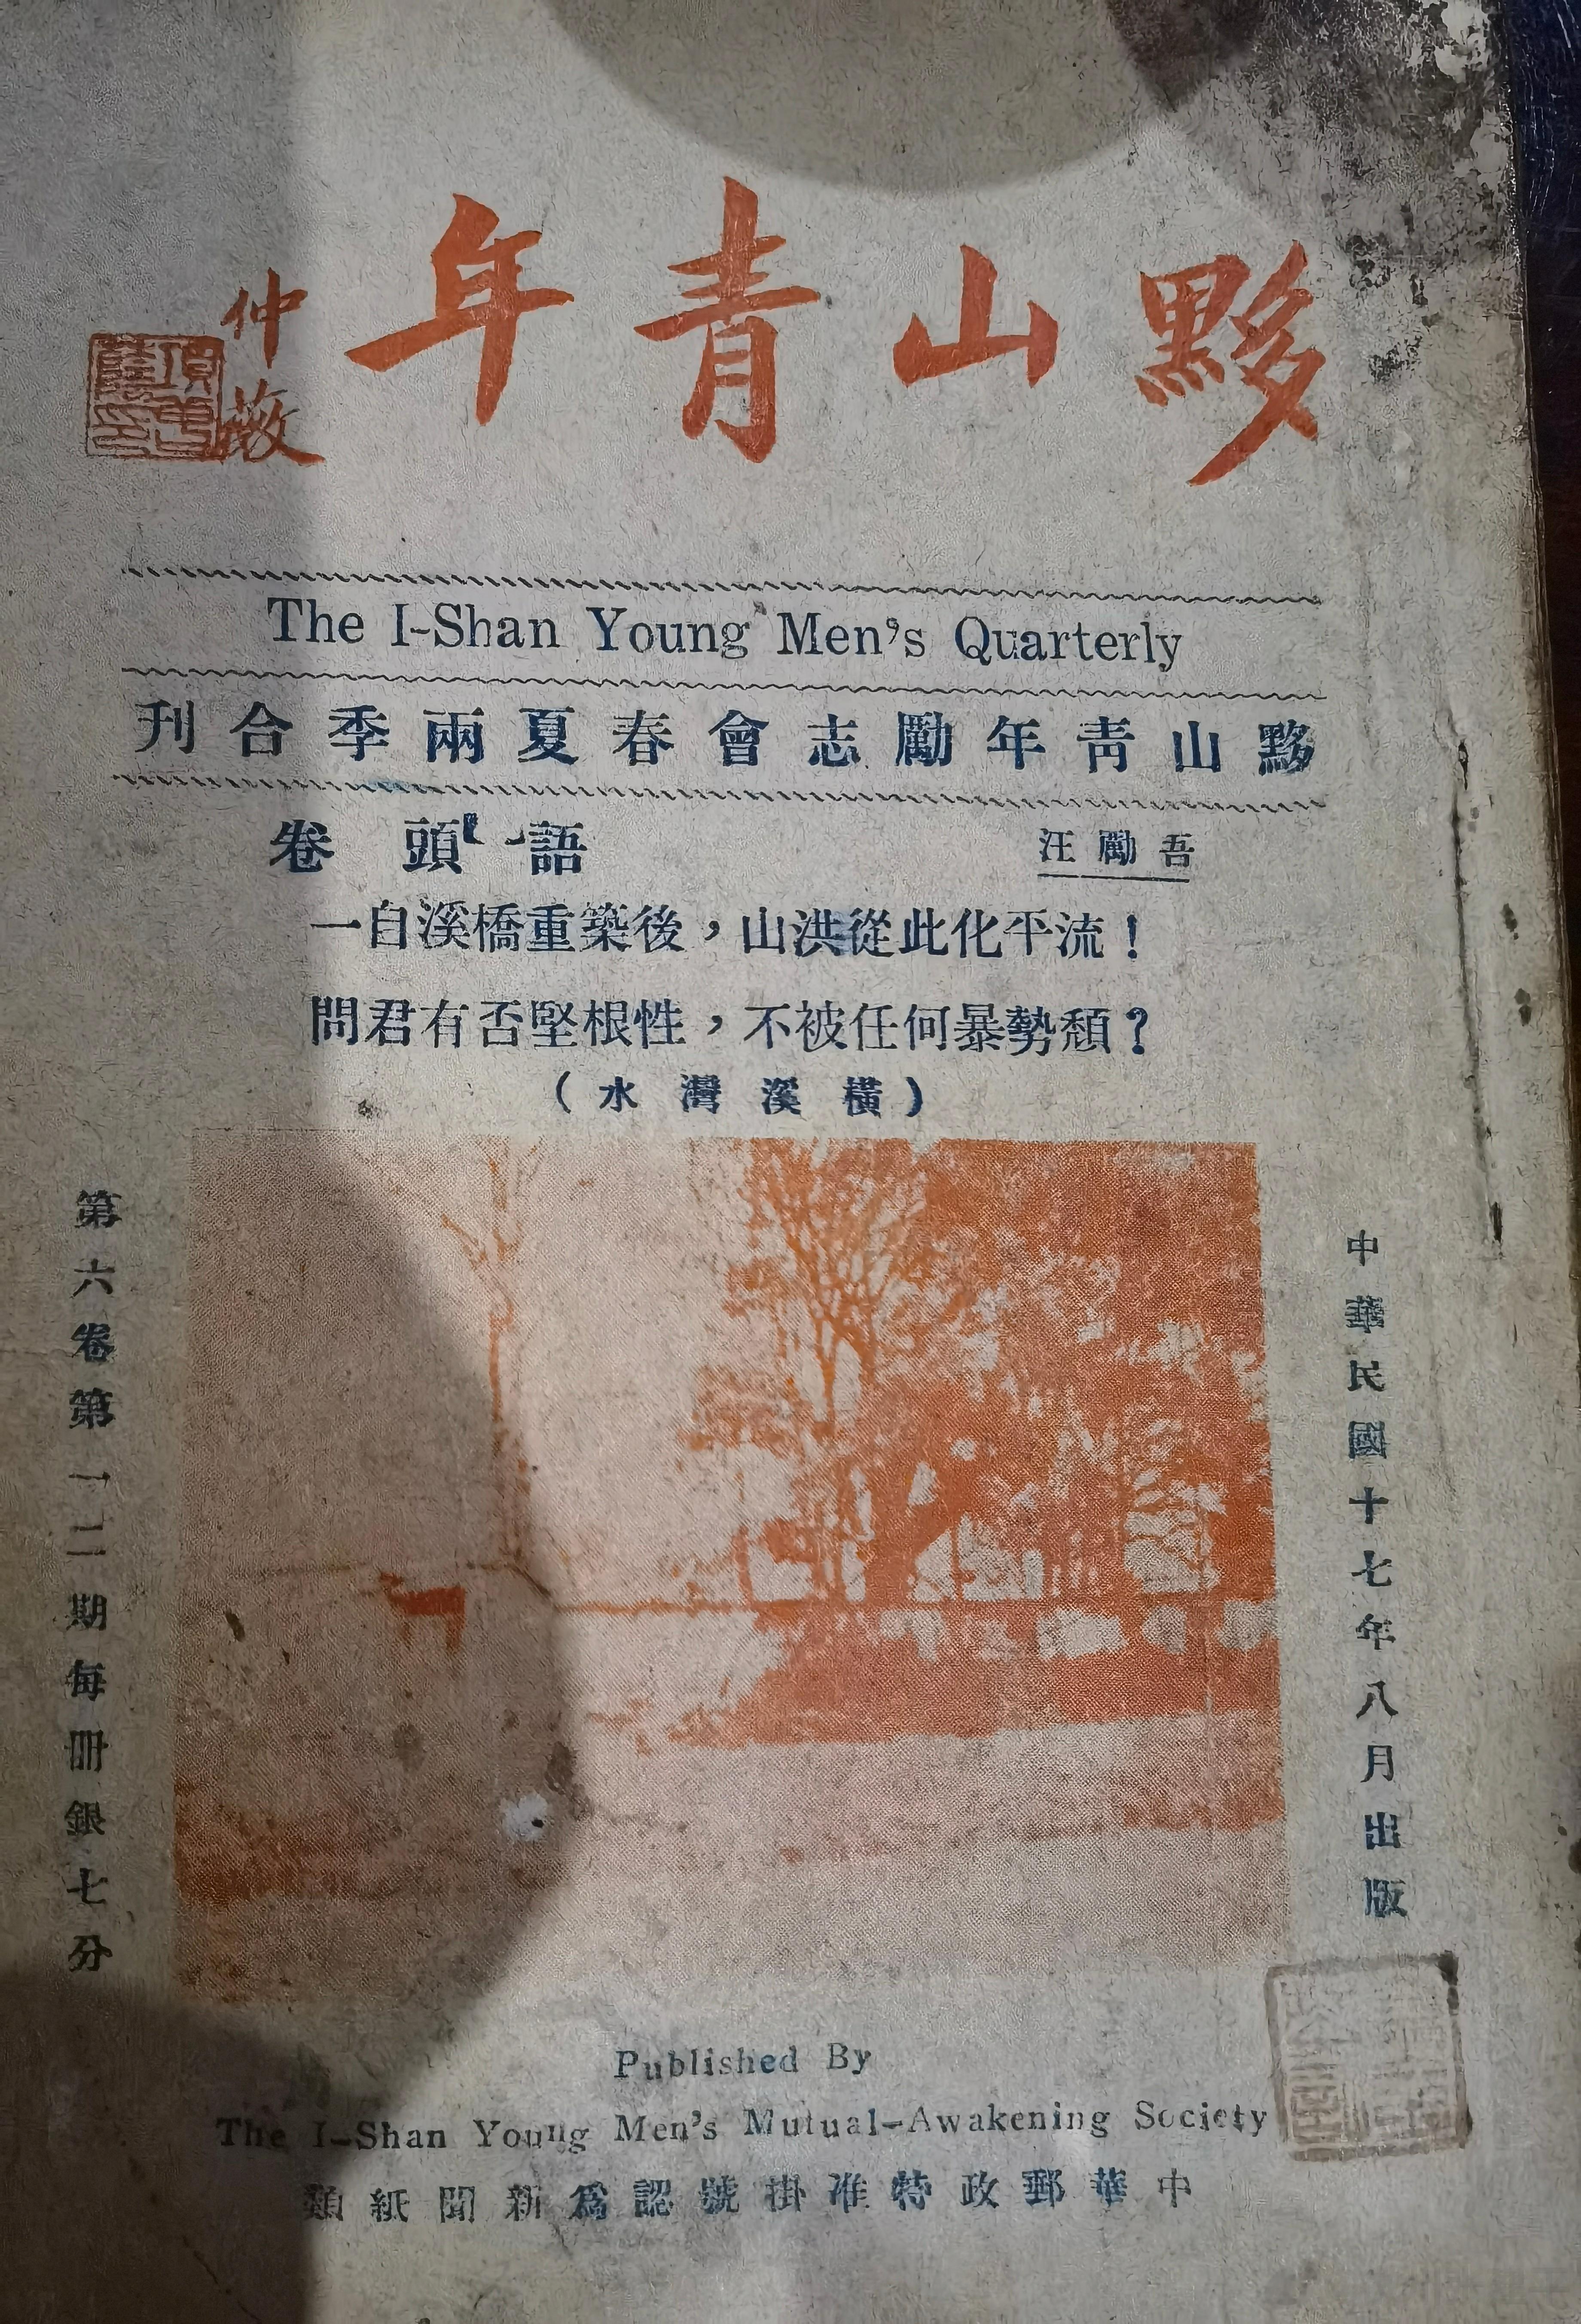 黟山青年
仲
The I-Shan Young Men's Quarterly
黟山青年勵志會春夏兩季合刊
卷頭語 汪勵吾
一自溪橋重築後，山洪從此化平流！
問君有否堅根性，不被任何暴勢頹？
（橫溪灣水）
中華民國十七年八月出版
第六卷第一二期每冊銀七分
Published By
The I-Shan Young Men's Mutual-Awakening Society
中華郵政特准掛號認爲新聞紙類